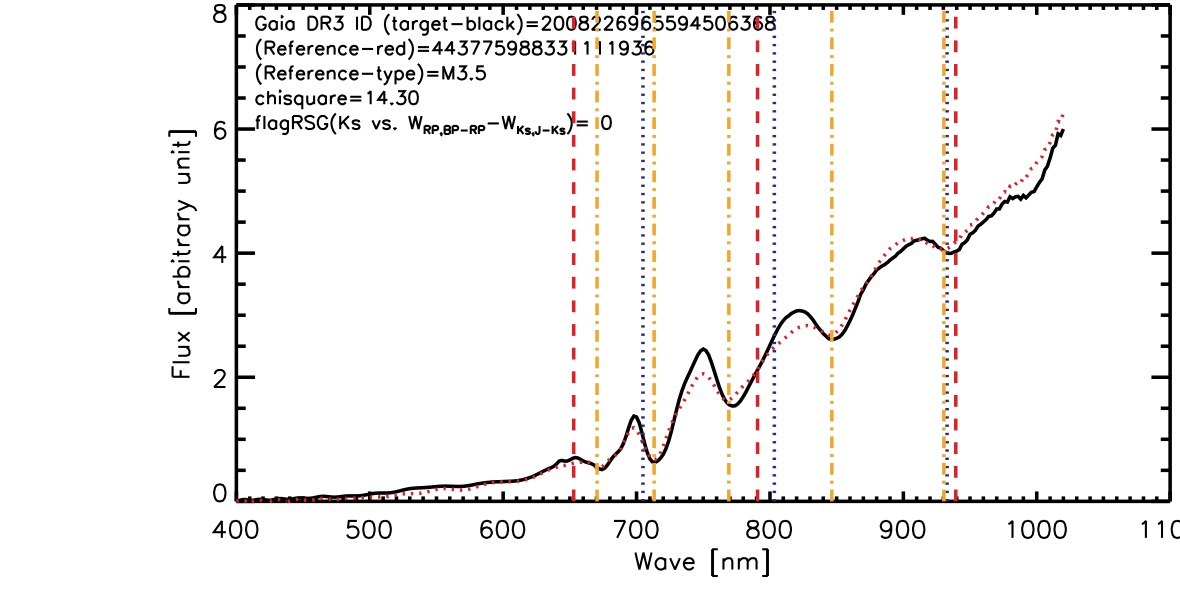 Gaia DR3 ID (target-black)=2008226965594506368
(Reference-red)=4437759883311111936
(Reference-type)=M3.5
chisquare=14.30
flagRSG(Ks vs. WRP,BP-RP-WKs,J-Ks)= 0
8
6
4
2
0
Flux [arbitrary unit]
400 500 600 700 800 900 1000 110
Wave [nm]